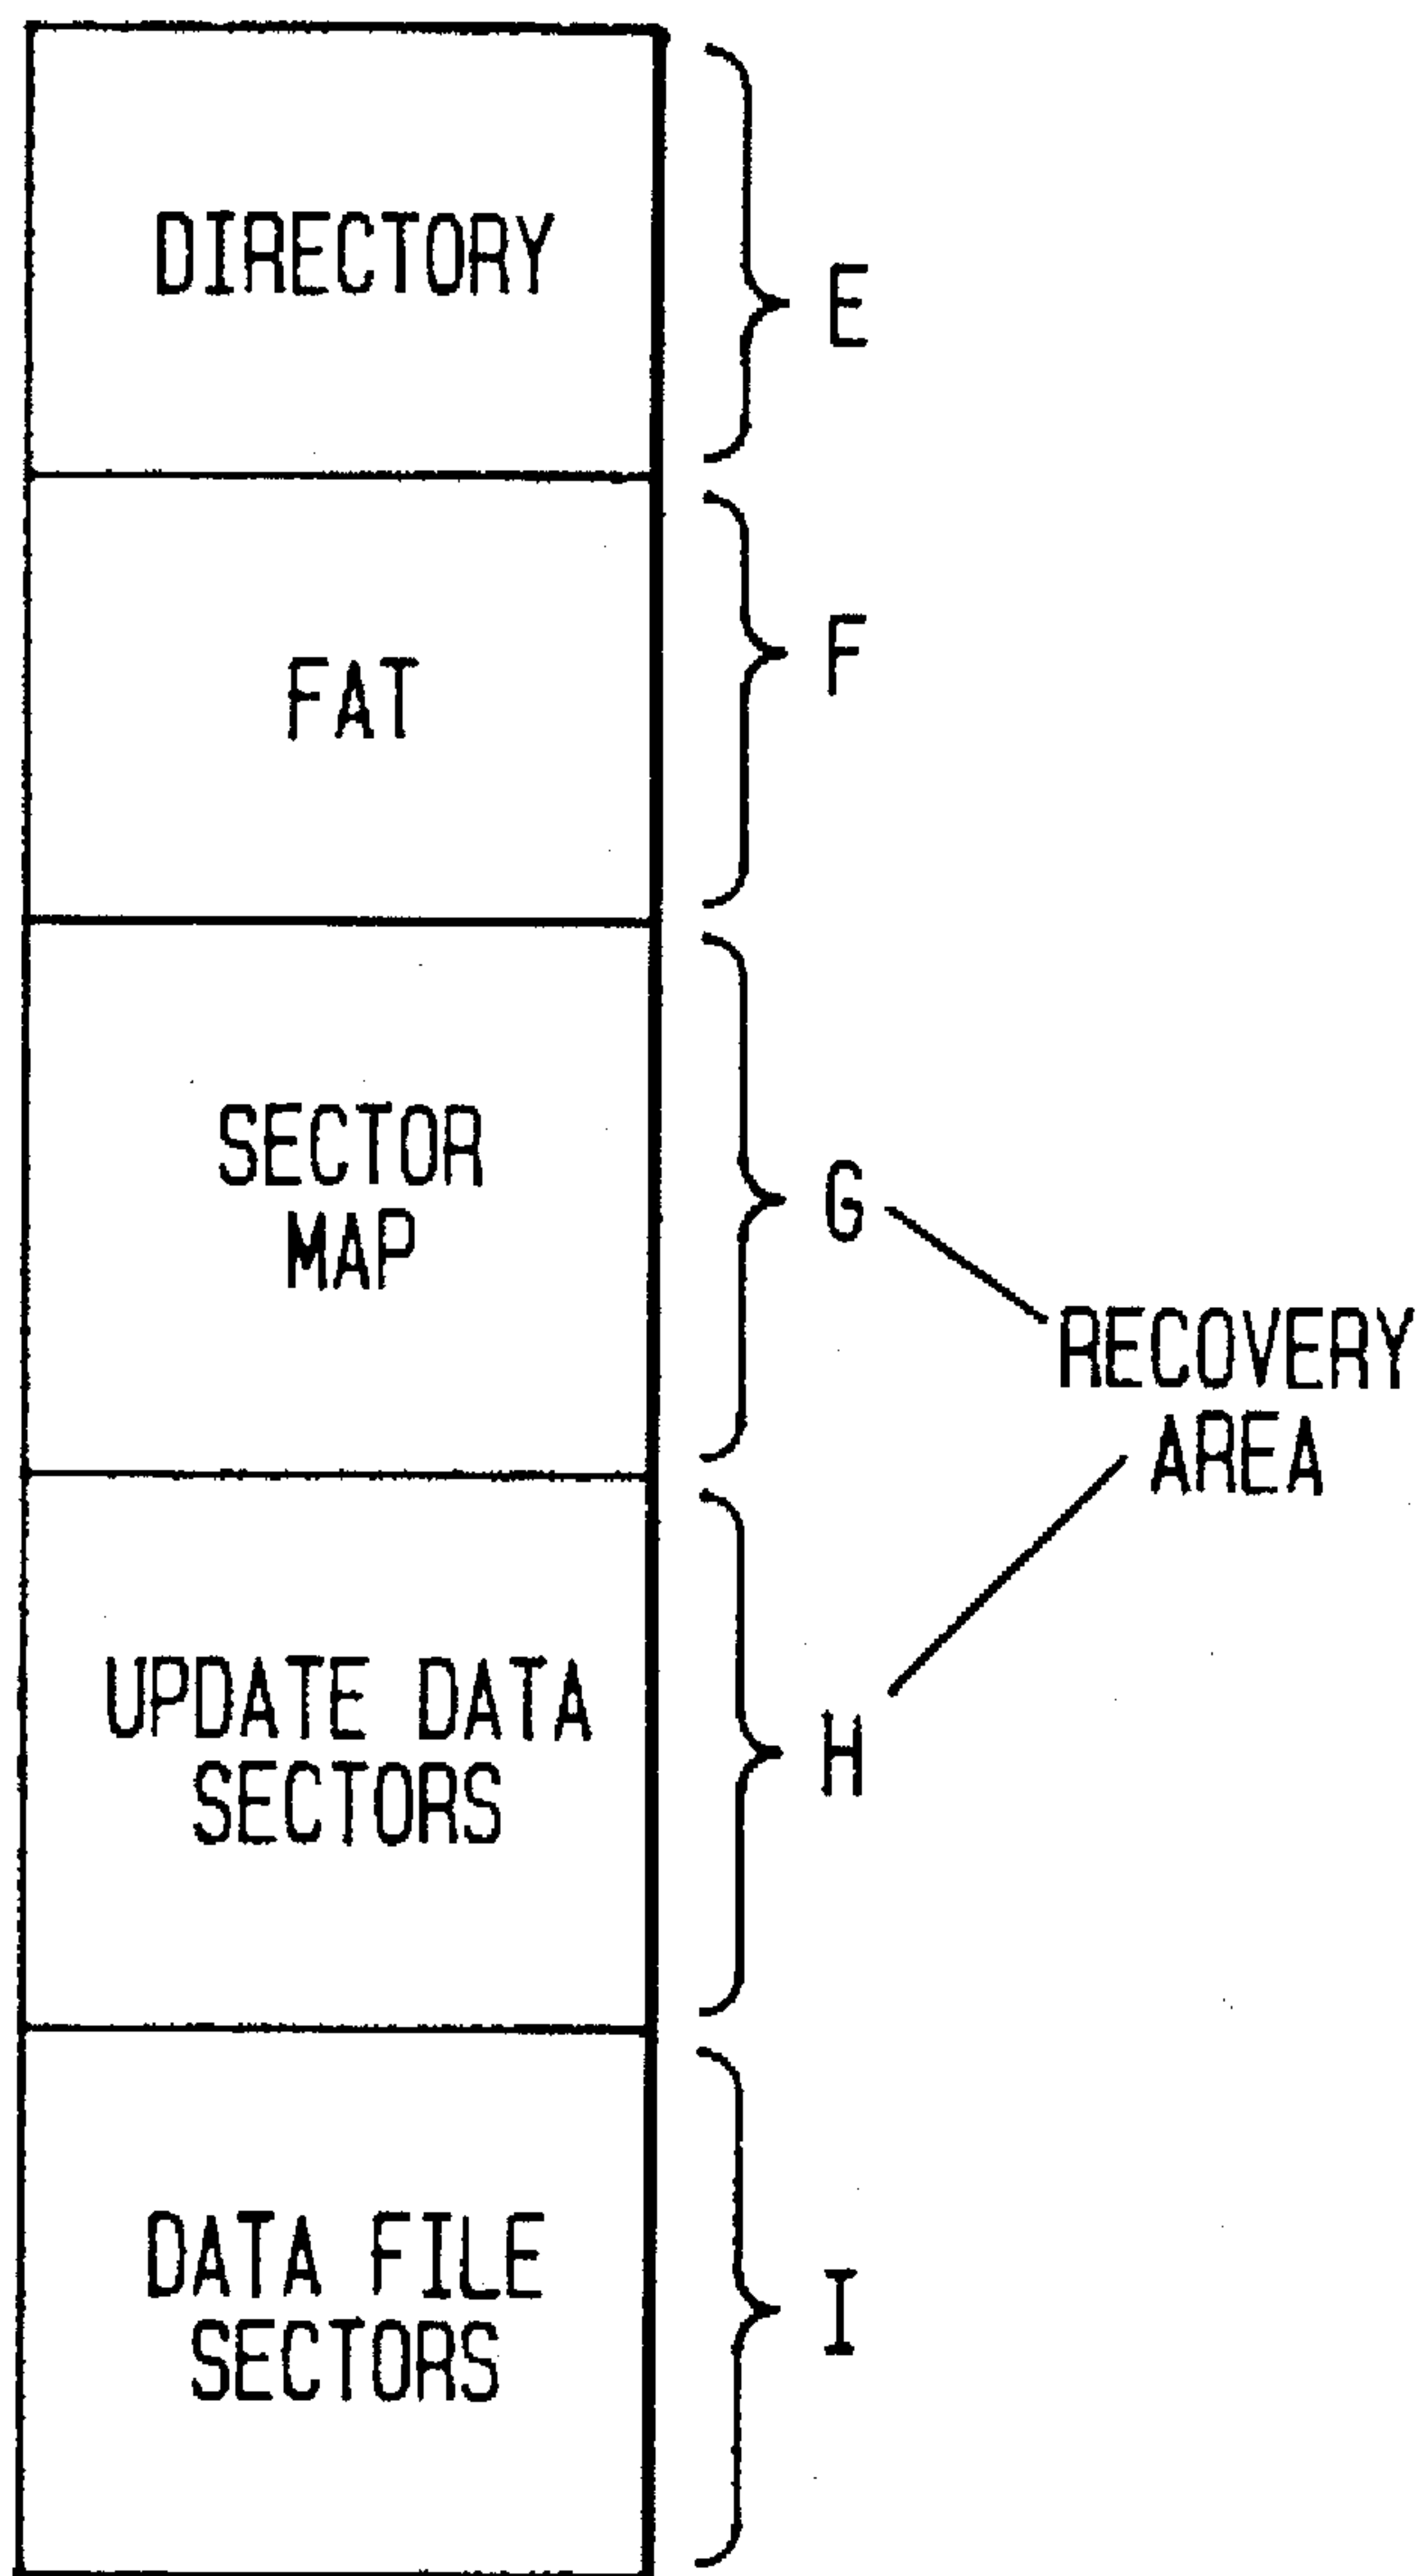 DIRECTORY
E
FAT
F
SECTOR
MAP
G
RECOVERY
AREA
UPDATE DATA
SECTORS
H
DATA FILE
SECTORS
I